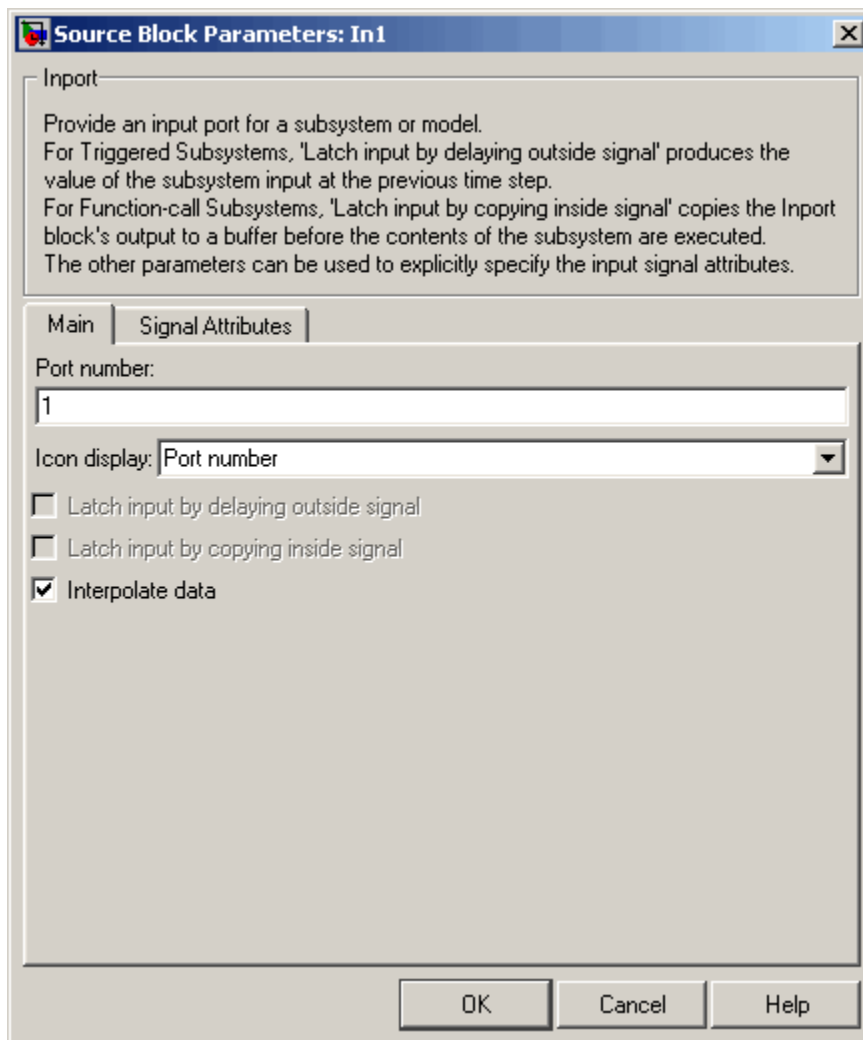 Source Block Parameters: In1
Inport
Provide an input port for a subsystem or model.
For Triggered Subsystems, 'Latch input by delaying outside signal' produces the
value of the subsystem input at the previous time step.
For Function-call Subsystems, 'Latch input by copying inside signal' copies the Inport
block's output to a buffer before the contents of the subsystem are executed.
The other parameters can be used to explicitly specify the input signal attributes.
Main Signal Attributes
Port number:
1
Icon display: Port number
Latch input by delaying outside signal
Latch input by copying inside signal
Interpolate data
OK Cancel Help